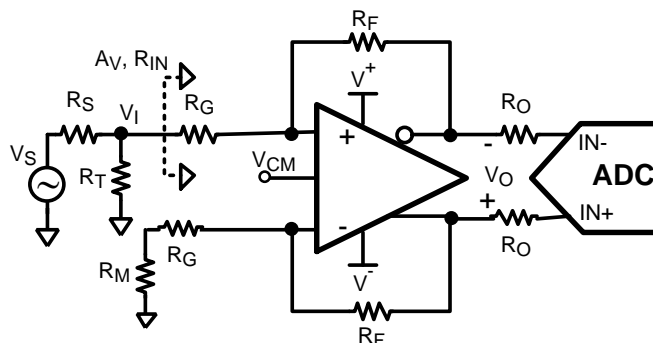 RF
AV, RIN
V+
RS
VI
RG
RO
VS
+
-
IN-
RT
VCM
VO
ADC
-
+
IN+
RG
RO
RM
V-
RF